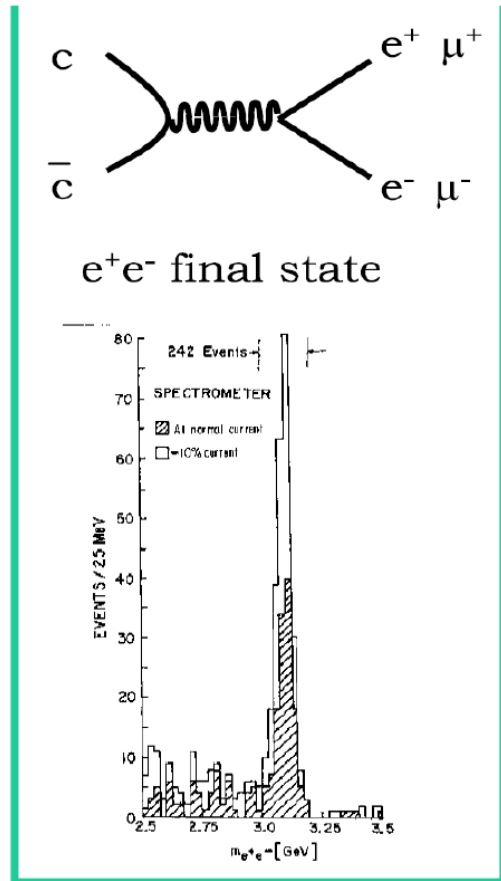 c e⁺ μ⁺
c̅ e⁻ μ⁻
e⁺e⁻ final state
80
242 Events
70
SPECTROMETER
At normal current
-10% current
60
50
EVENTS / 25 MeV
40
30
20
10
0
2.5 2.75 3.0 3.25 3.5
m e⁺e⁻ [GeV]